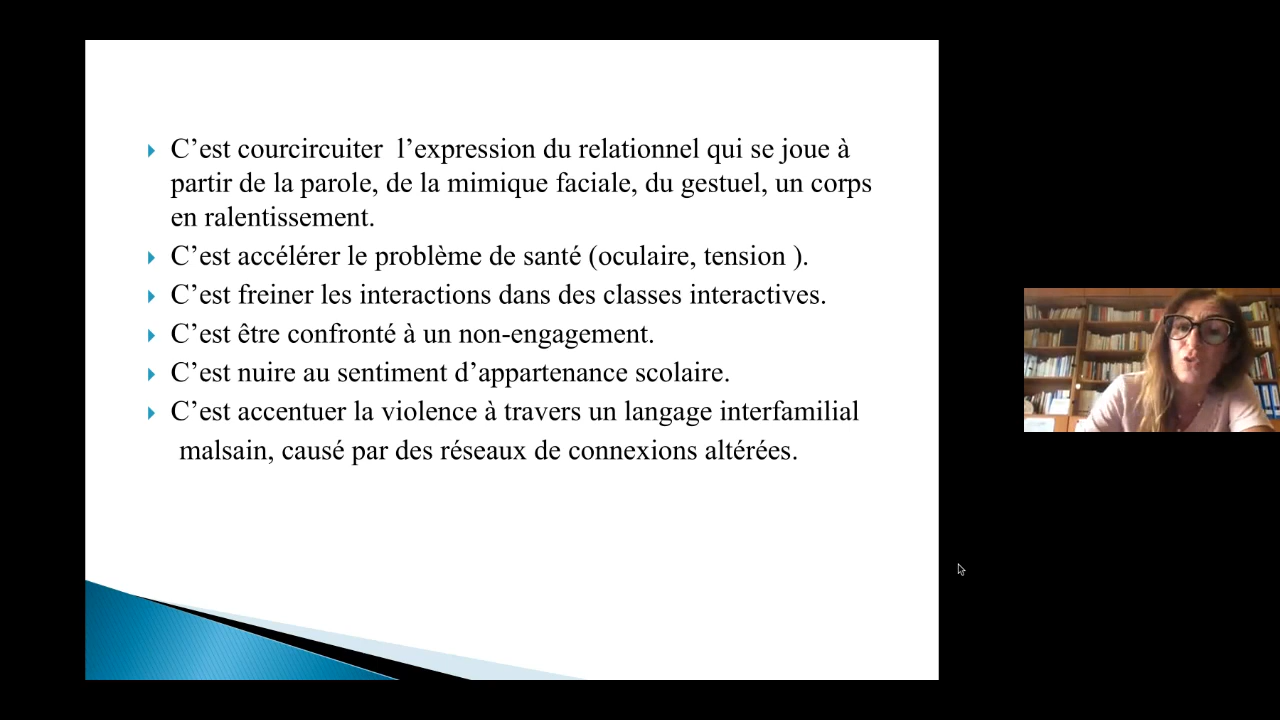 C’est courcircuiter  l’expression du relationnel qui se joue à
partir de la parole, de la mimique faciale, du gestuel, un corps
en ralentissement.
C’est accélérer le problème de santé (oculaire, tension ).
C’est freiner les interactions dans des classes interactives.
C’est être confronté à un non-engagement.
C’est nuire au sentiment d’appartenance scolaire.
C’est accentuer la violence à travers un langage interfamilial
malsain, causé par des réseaux de connexions altérées.